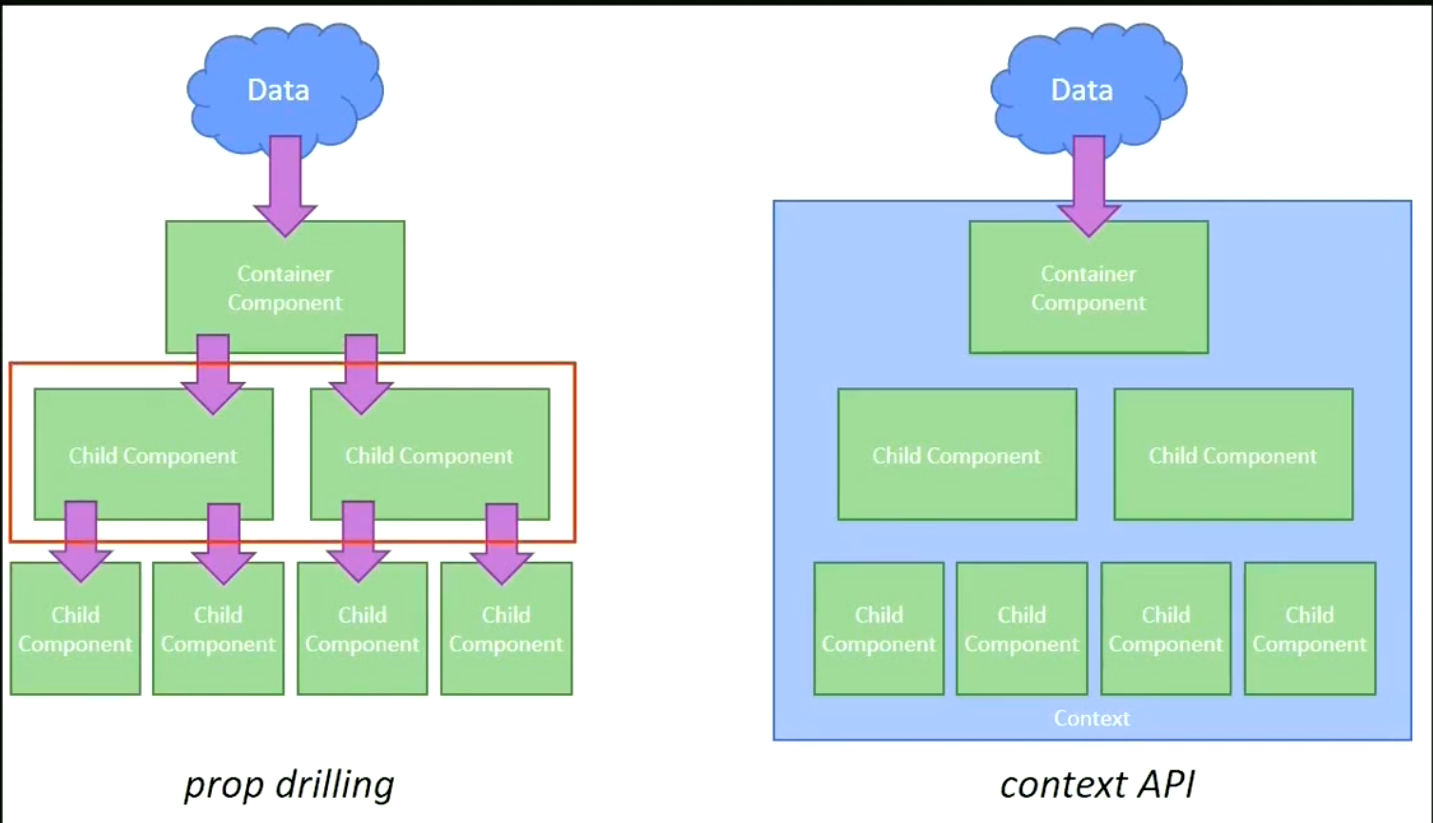 Data
Container
Component
Child Component
Child Component
Child
Component
Child
Component
Child
Component
Child
Component
prop drilling
Data
Container
Component
Child Component
Child Component
Child
Component
Child
Component
Child
Component
Child
Component
Context
context API